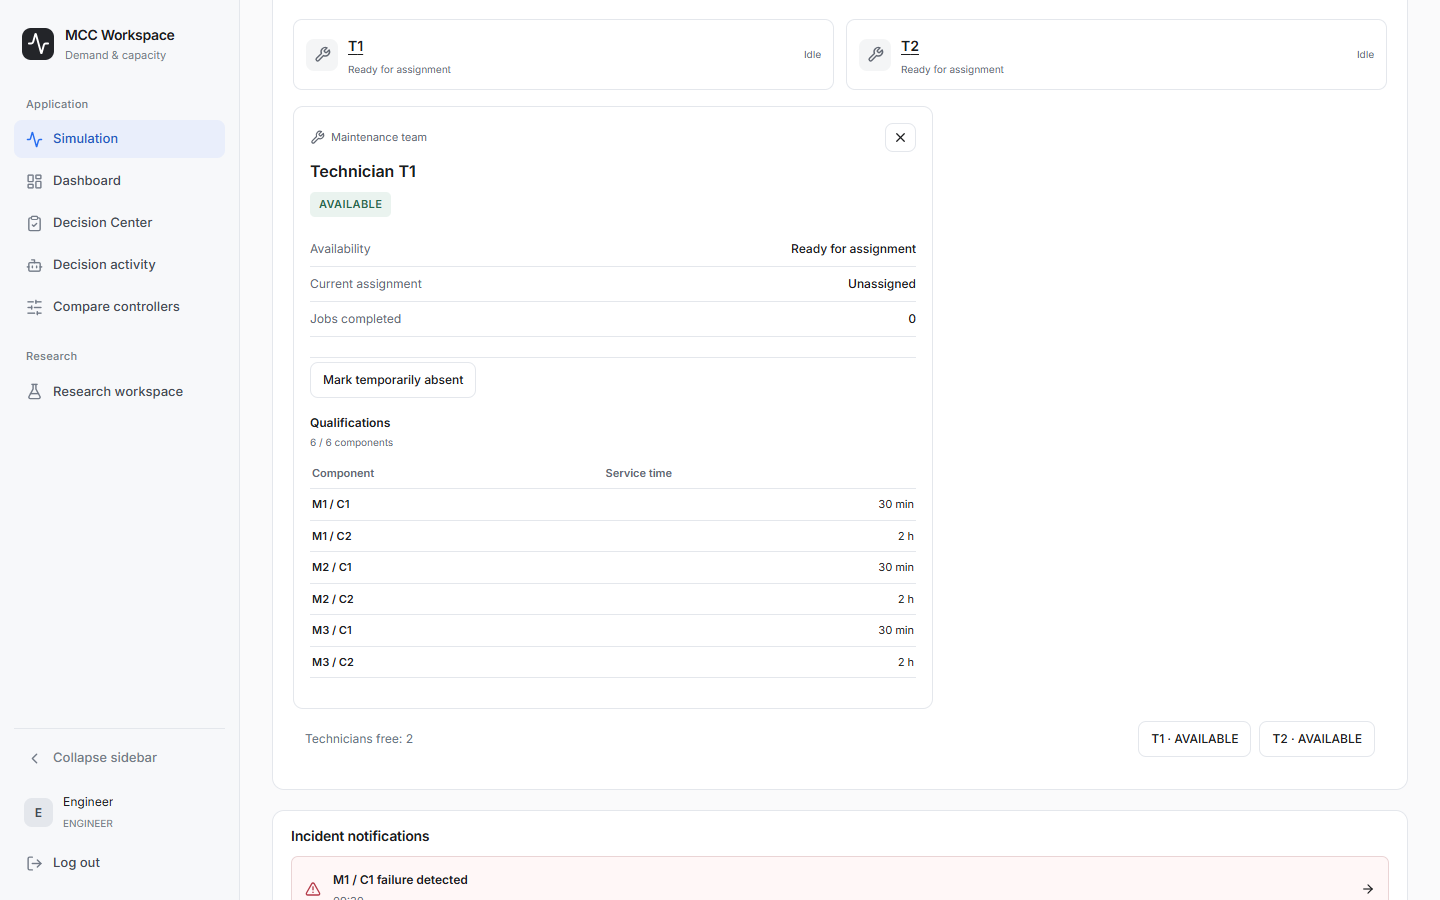 MCC Workspace
Demand & capacity
Application
Simulation
Dashboard
Decision Center
Decision activity
Compare controllers
Research
Research workspace
Collapse sidebar
E
Engineer
ENGINEER
Log out
T1
Ready for assignment
Idle
T2
Ready for assignment
Idle
Maintenance team
Technician T1
AVAILABLE
Availability Ready for assignment
Current assignment Unassigned
Jobs completed 0
Mark temporarily absent
Qualifications
6 / 6 components
Component Service time
M1 / C1 30 min
M1 / C2 2 h
M2 / C1 30 min
M2 / C2 2 h
M3 / C1 30 min
M3 / C2 2 h
Technicians free: 2
T1 · AVAILABLE
T2 · AVAILABLE
Incident notifications
M1 / C1 failure detected